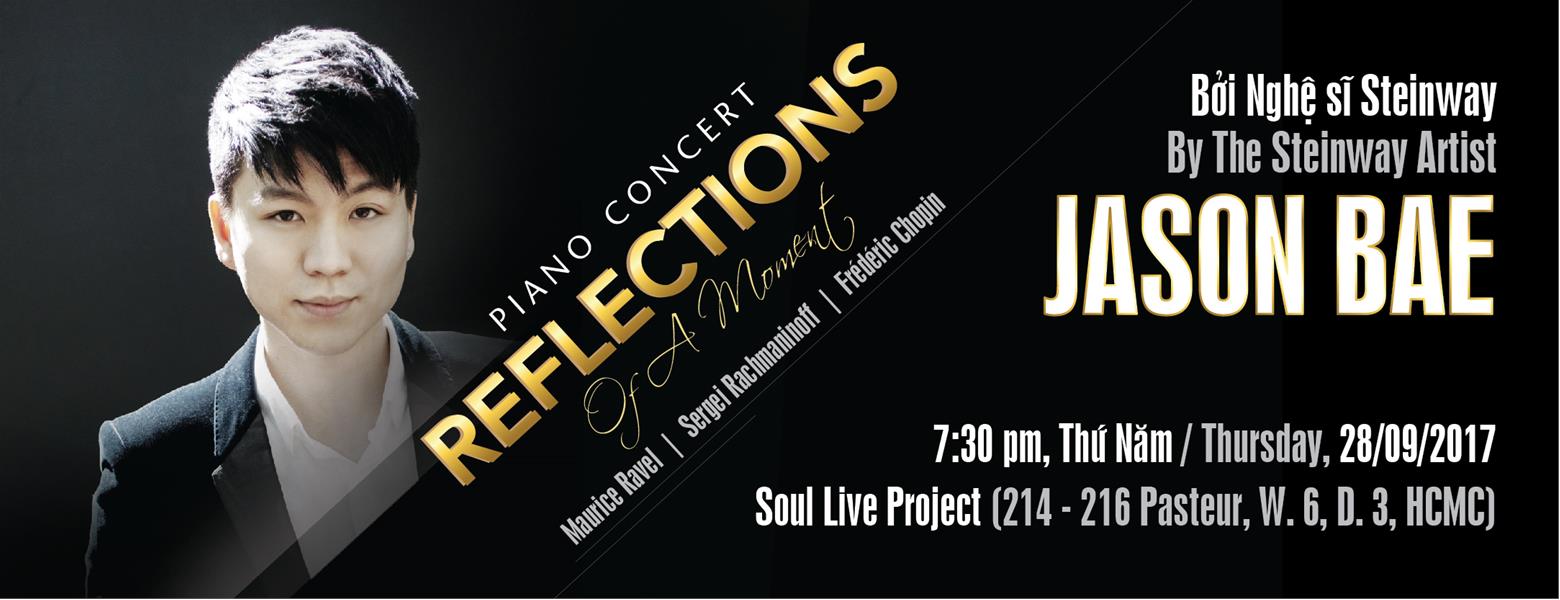 PIANO CONCERT
REFLECTIONS
Of A Moment
Maurice Ravel | Sergei Rachmaninoff | Frédéric Chopin
Bởi Nghệ sĩ Steinway
By The Steinway Artist
JASON BAE
7:30 pm, Thứ Năm / Thursday, 28/09/2017
Soul Live Project (214 - 216 Pasteur, W. 6, D. 3, HCMC)